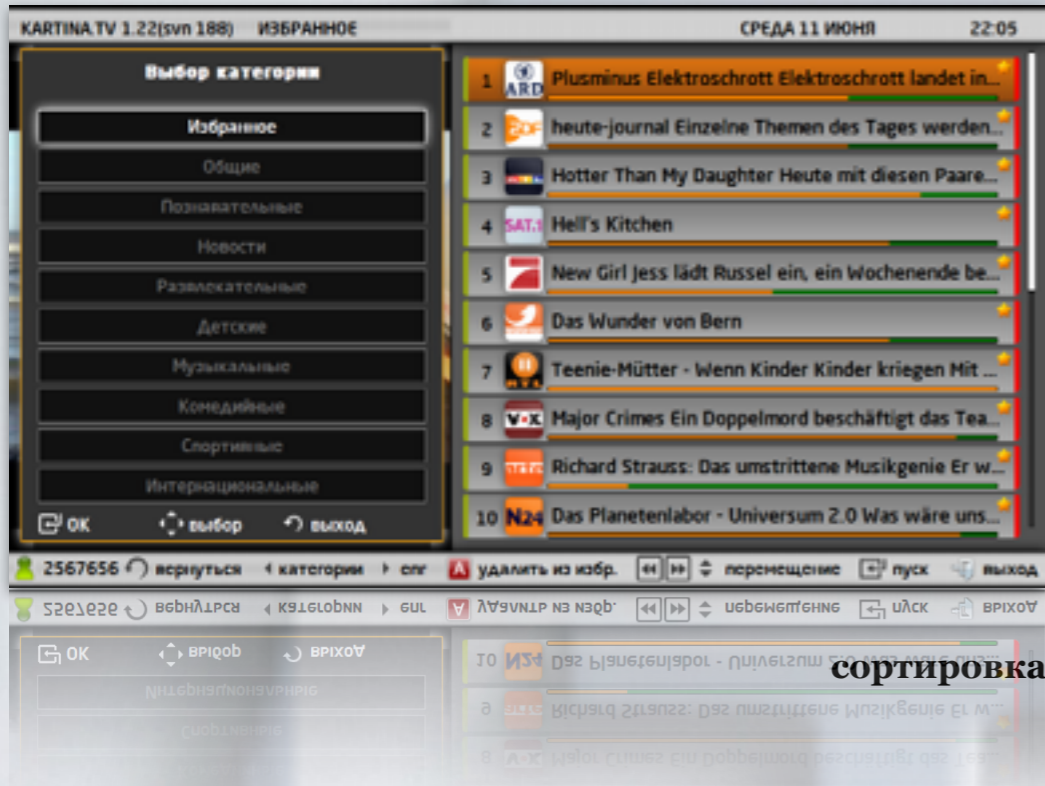 KARTINA.TV 1.22(svn 188) ИЗБРАННОЕ СРЕДА 11 ИЮНЯ 22:05
Выбор категории
Избранное
Общие
Познавательные
Новости
Развлекательные
Детские
Музыкальные
Комедийные
Спортивные
Интернациональные
OK выбор выход
1 ARD Plusminus Elektroschrott Elektroschrott landet in...
2 ZDF heute-journal Einzelne Themen des Tages werden...
3 Hotter Than My Daughter Heute mit diesen Paare...
4 SAT.1 Hell's Kitchen
5 New Girl Jess lädt Russel ein, ein Wochenende be...
6 Das Wunder von Bern
7 RTL Teenie-Mütter - Wenn Kinder Kinder kriegen Mit ...
8 VOX Major Crimes Ein Doppelmord beschäftigt das Tea...
9 arte Richard Strauss: Das umstrittene Musikgenie Er w...
10 N24 Das Planetenlabor - Universum 2.0 Was wäre uns...
2567656 вернуться категории епг A удалить из избр. перемещение пуск выход
сортировка